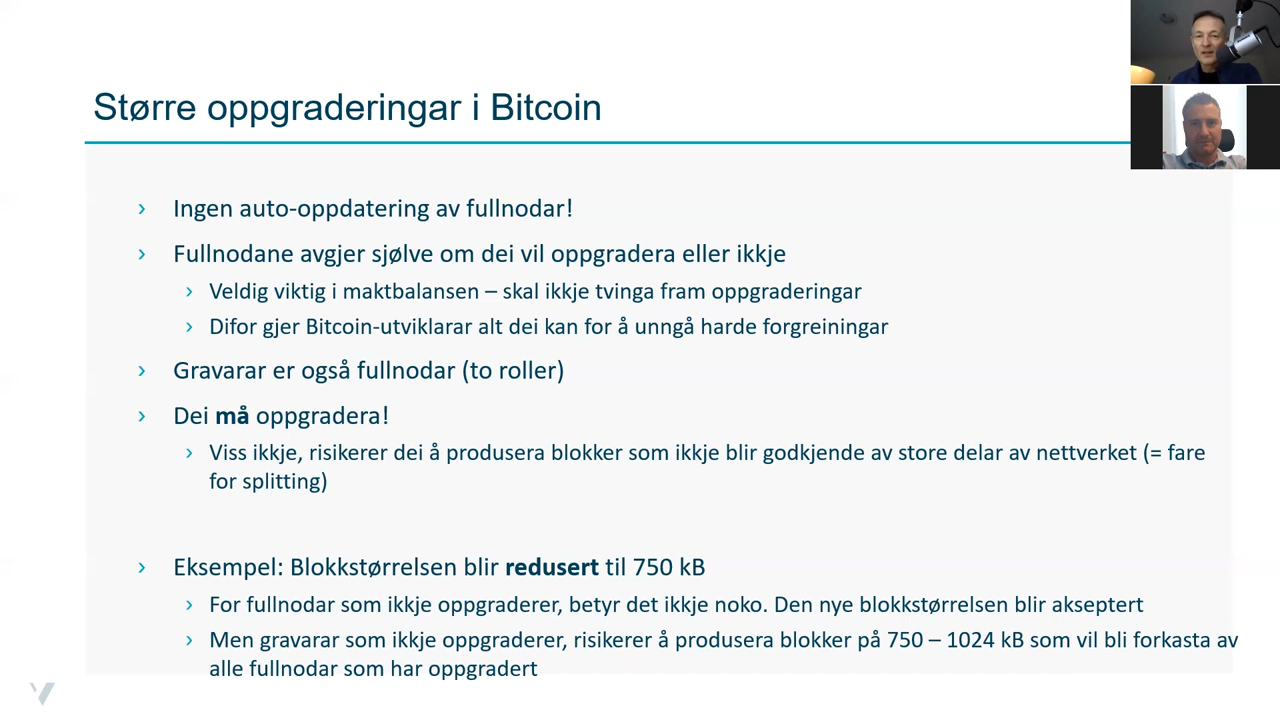 Større oppgraderingar i Bitcoin
› Ingen auto-oppdatering av fullnodar!
› Fullnodane avgjer sjølve om dei vil oppgradera eller ikkje
› Veldig viktig i maktbalansen – skal ikkje tvinga fram oppgraderingar
› Difor gjer Bitcoin-utviklarar alt dei kan for å unngå harde forgreiningar
› Gravarar er også fullnodar (to roller)
› Dei må oppgradera!
› Viss ikkje, risikerer dei å produsera blokker som ikkje blir godkjende av store delar av nettverket (= fare
for splitting)
› Eksempel: Blokkstørrelsen blir redusert til 750 kB
› For fullnodar som ikkje oppgraderer, betyr det ikkje noko. Den nye blokkstørrelsen blir akseptert
› Men gravarar som ikkje oppgraderer, risikerer å produsera blokker på 750 – 1024 kB som vil bli forkasta av
alle fullnodar som har oppgradert